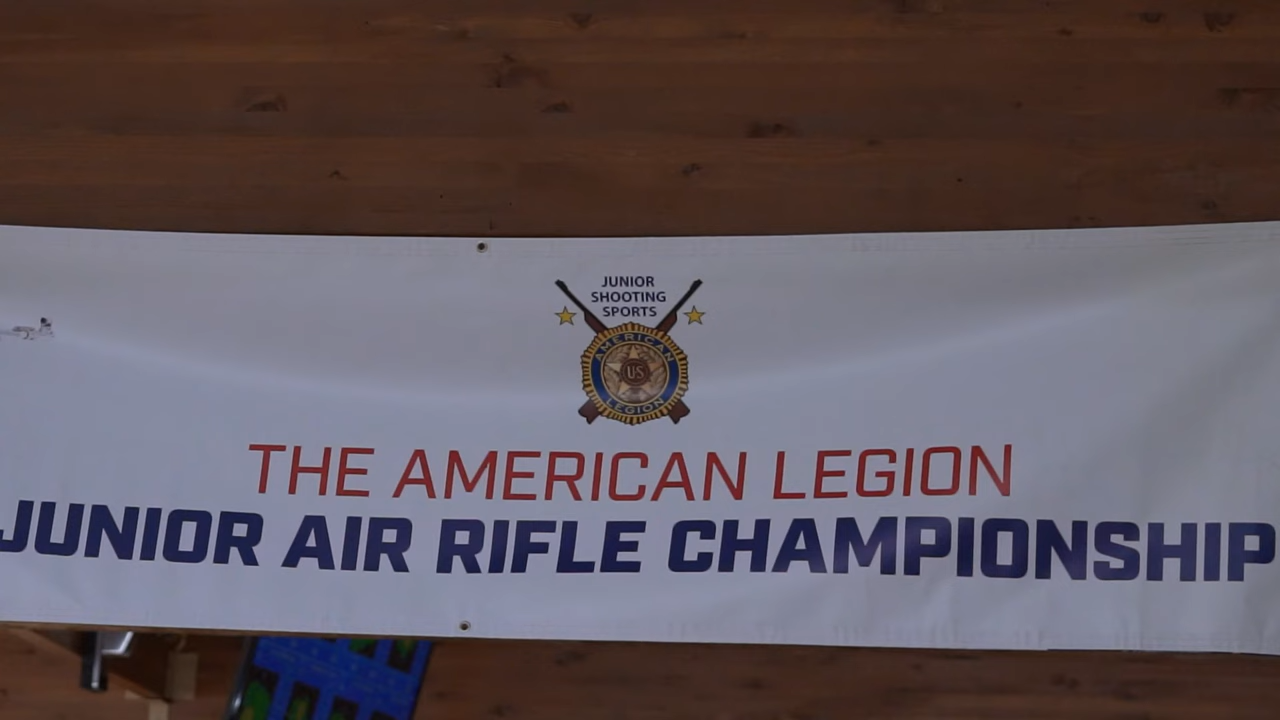 JUNIOR
SHOOTING
SPORTS
AMERICAN
US
LEGION
THE AMERICAN LEGION
JUNIOR AIR RIFLE CHAMPIONSHIP